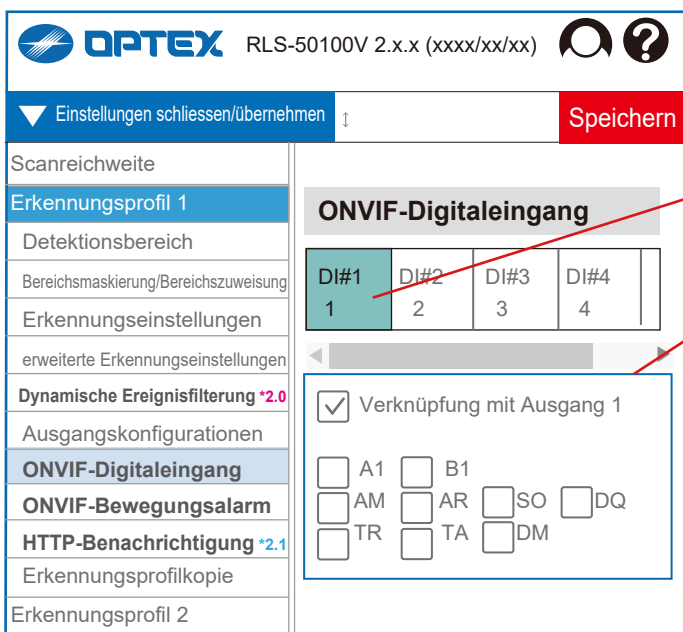 OPTEX RLS-50100V 2.x.x (xxxx/xx/xx) ?
Einstellungen schliessen/übernehmen
Speichern
Scanreichweite
Erkennungsprofil 1
Detektionsbereich
Bereichsmaskierung/Bereichszuweisung
Erkennungseinstellungen
erweiterte Erkennungseinstellungen
Dynamische Ereignisfilterung *2.0
Ausgangskonfigurationen
ONVIF-Digitaleingang
ONVIF-Bewegungsalarm
HTTP-Benachrichtigung *2.1
Erkennungsprofilkopie
Erkennungsprofil 2
ONVIF-Digitaleingang
DI#1 DI#2 DI#3 DI#4
1 2 3 4
Verknüpfung mit Ausgang 1
A1 B1
AM AR SO DQ
TR TA DM